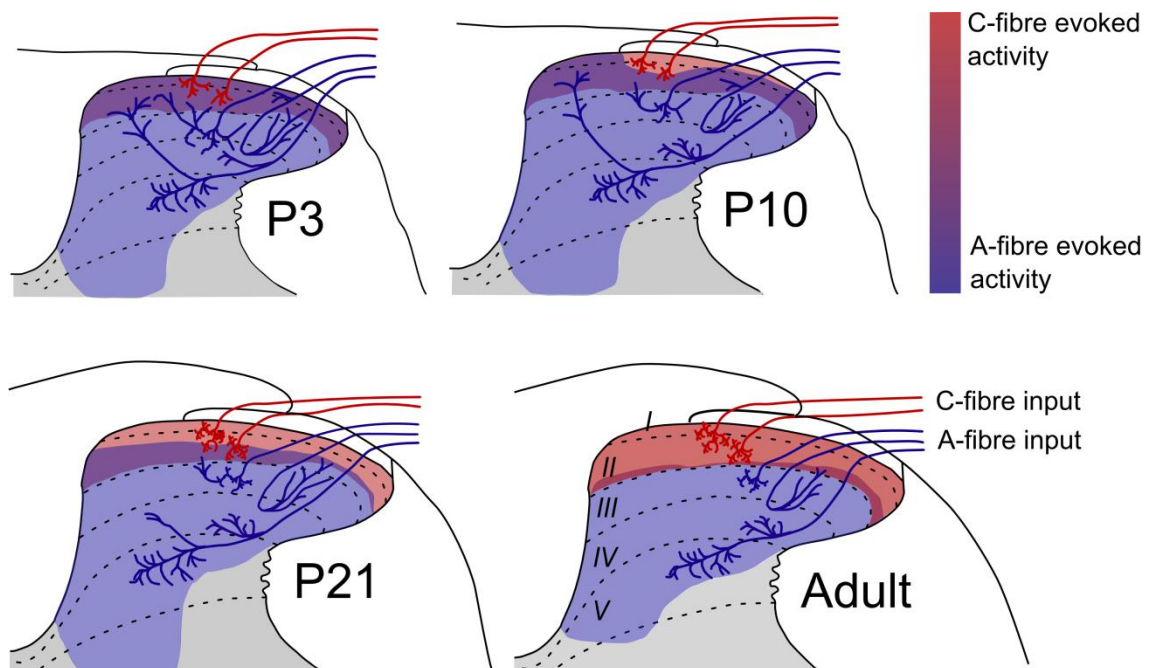 C-fibre evoked
activity
P3
P10
A-fibre evoked
activity
C-fibre input
A-fibre input
I
II
III
IV
V
P21
Adult